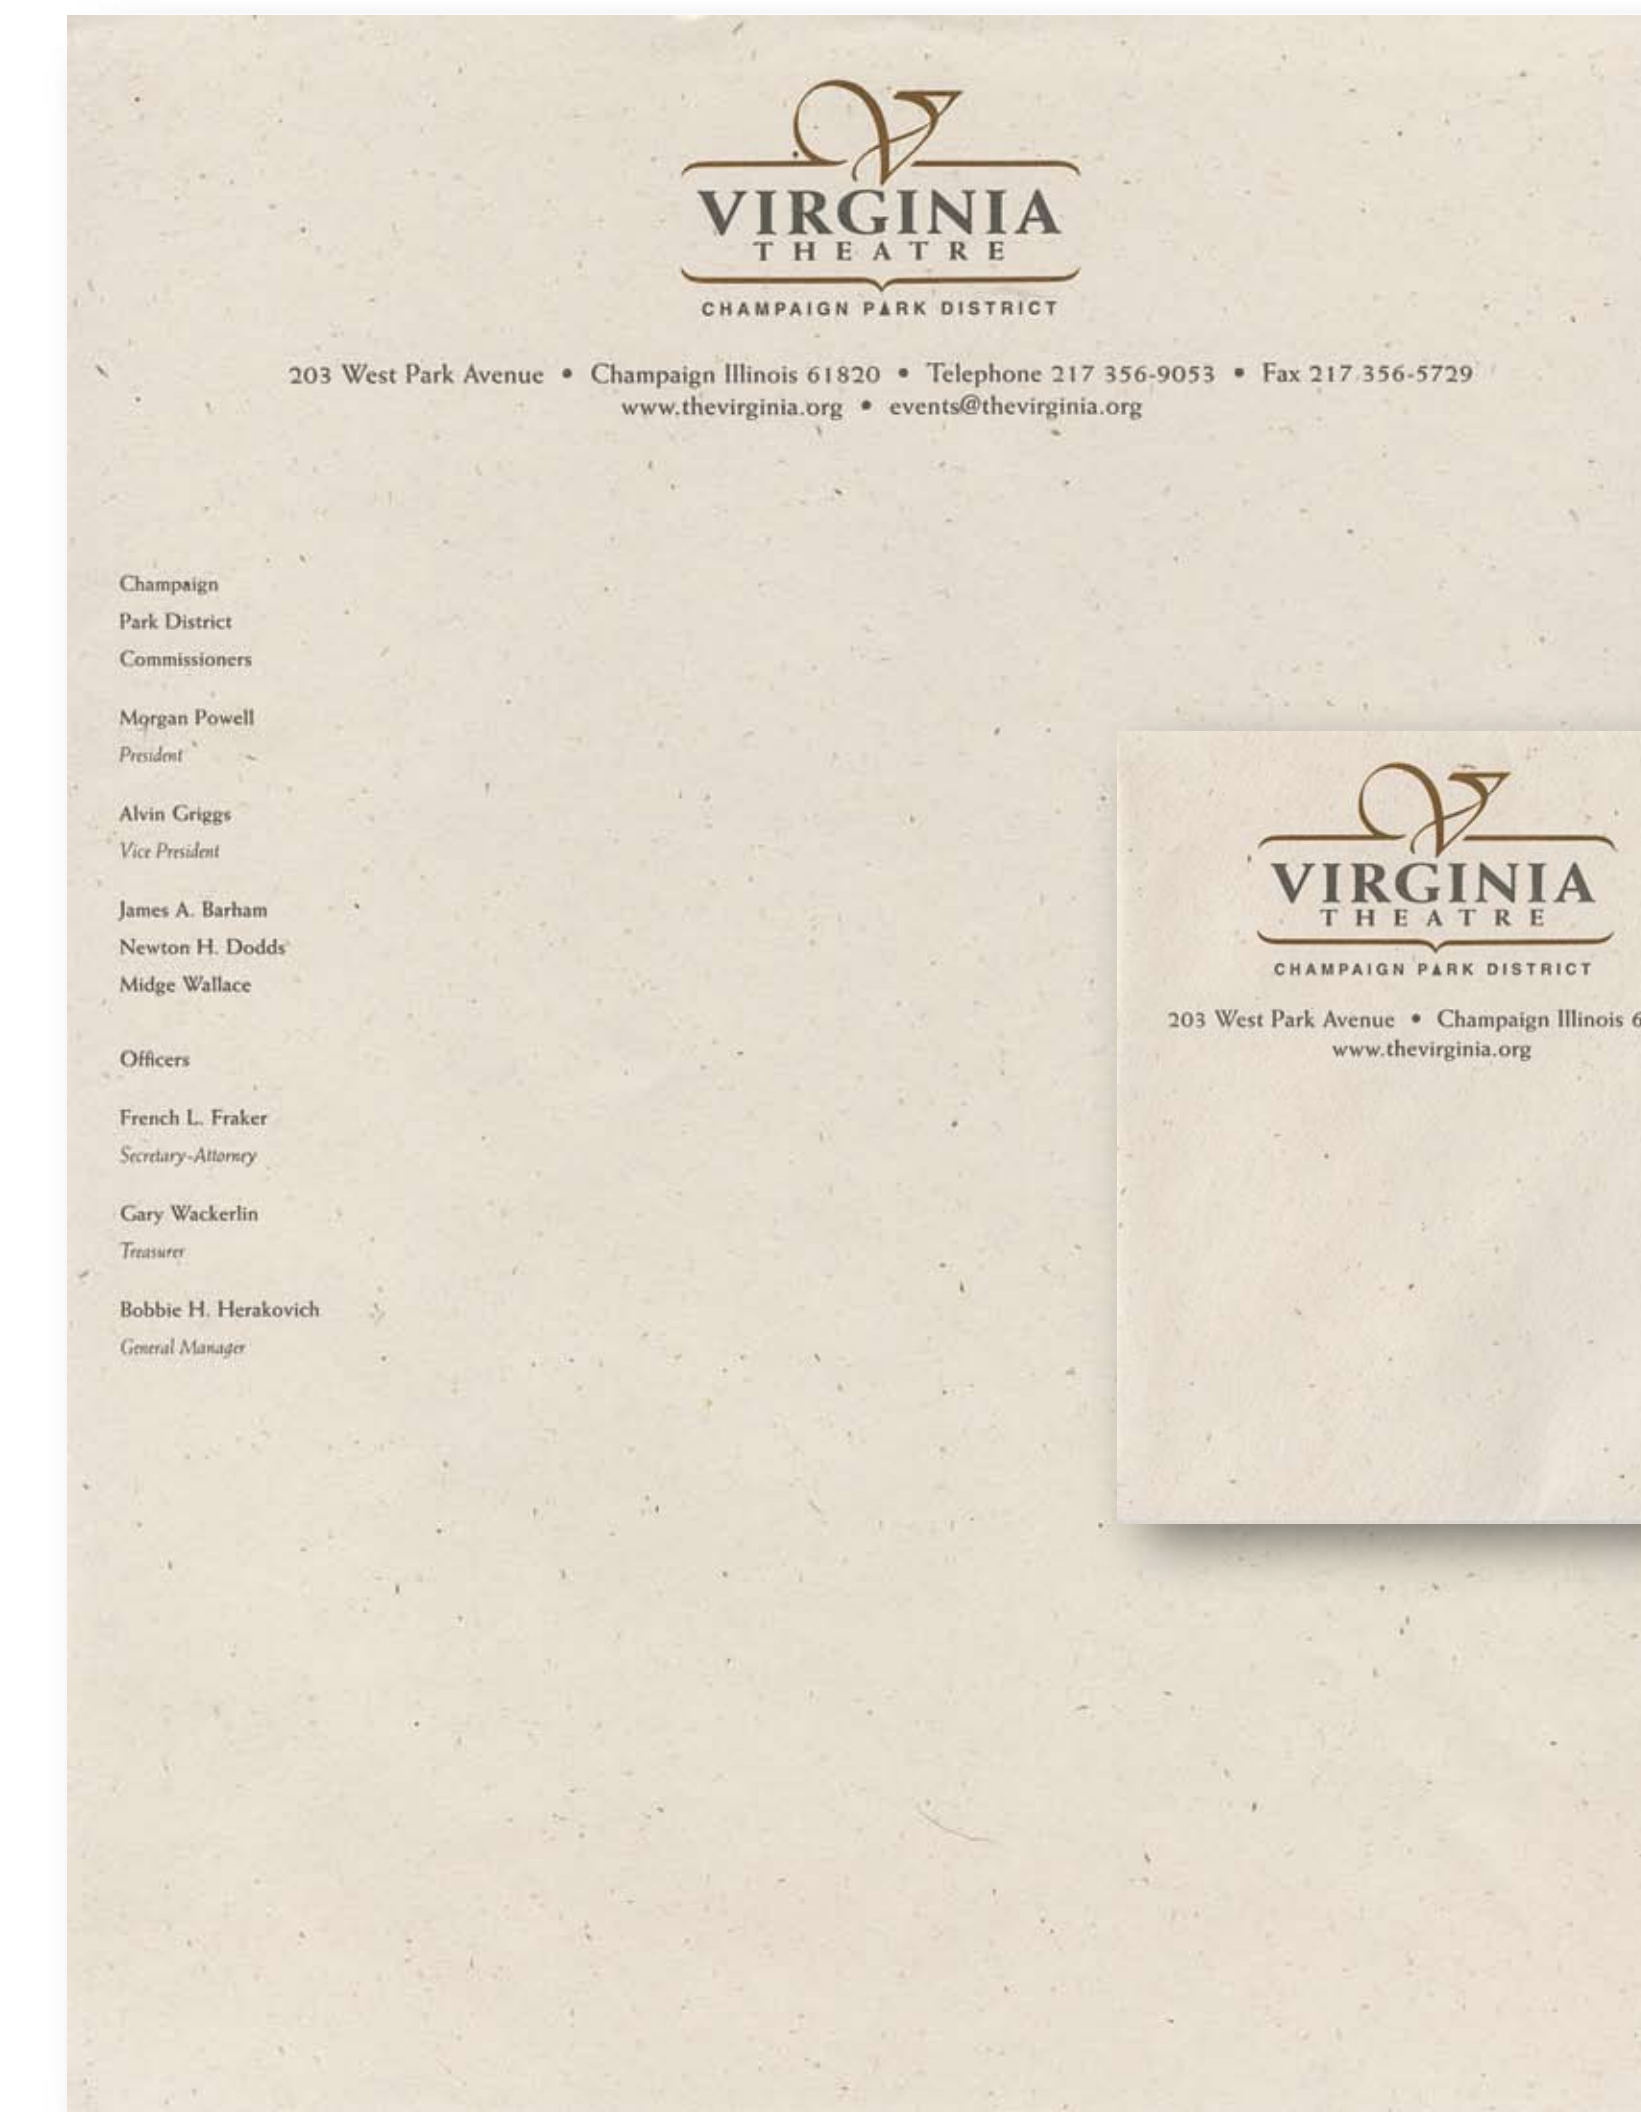 V
VIRGINIA
THEATRE
CHAMPAIGN PARK DISTRICT
203 West Park Avenue • Champaign Illinois 61820 • Telephone 217 356-9053 • Fax 217 356-5729
www.thevirginia.org • events@thevirginia.org
Champaign
Park District
Commissioners
Morgan Powell
President
Alvin Griggs
Vice President
James A. Barham
Newton H. Dodds
Midge Wallace
Officers
French L. Fraker
Secretary-Attorney
Gary Wackerlin
Treasurer
Bobbie H. Herakovich
General Manager
V
VIRGINIA
THEATRE
CHAMPAIGN PARK DISTRICT
203 West Park Avenue • Champaign Illinois 6
www.thevirginia.org